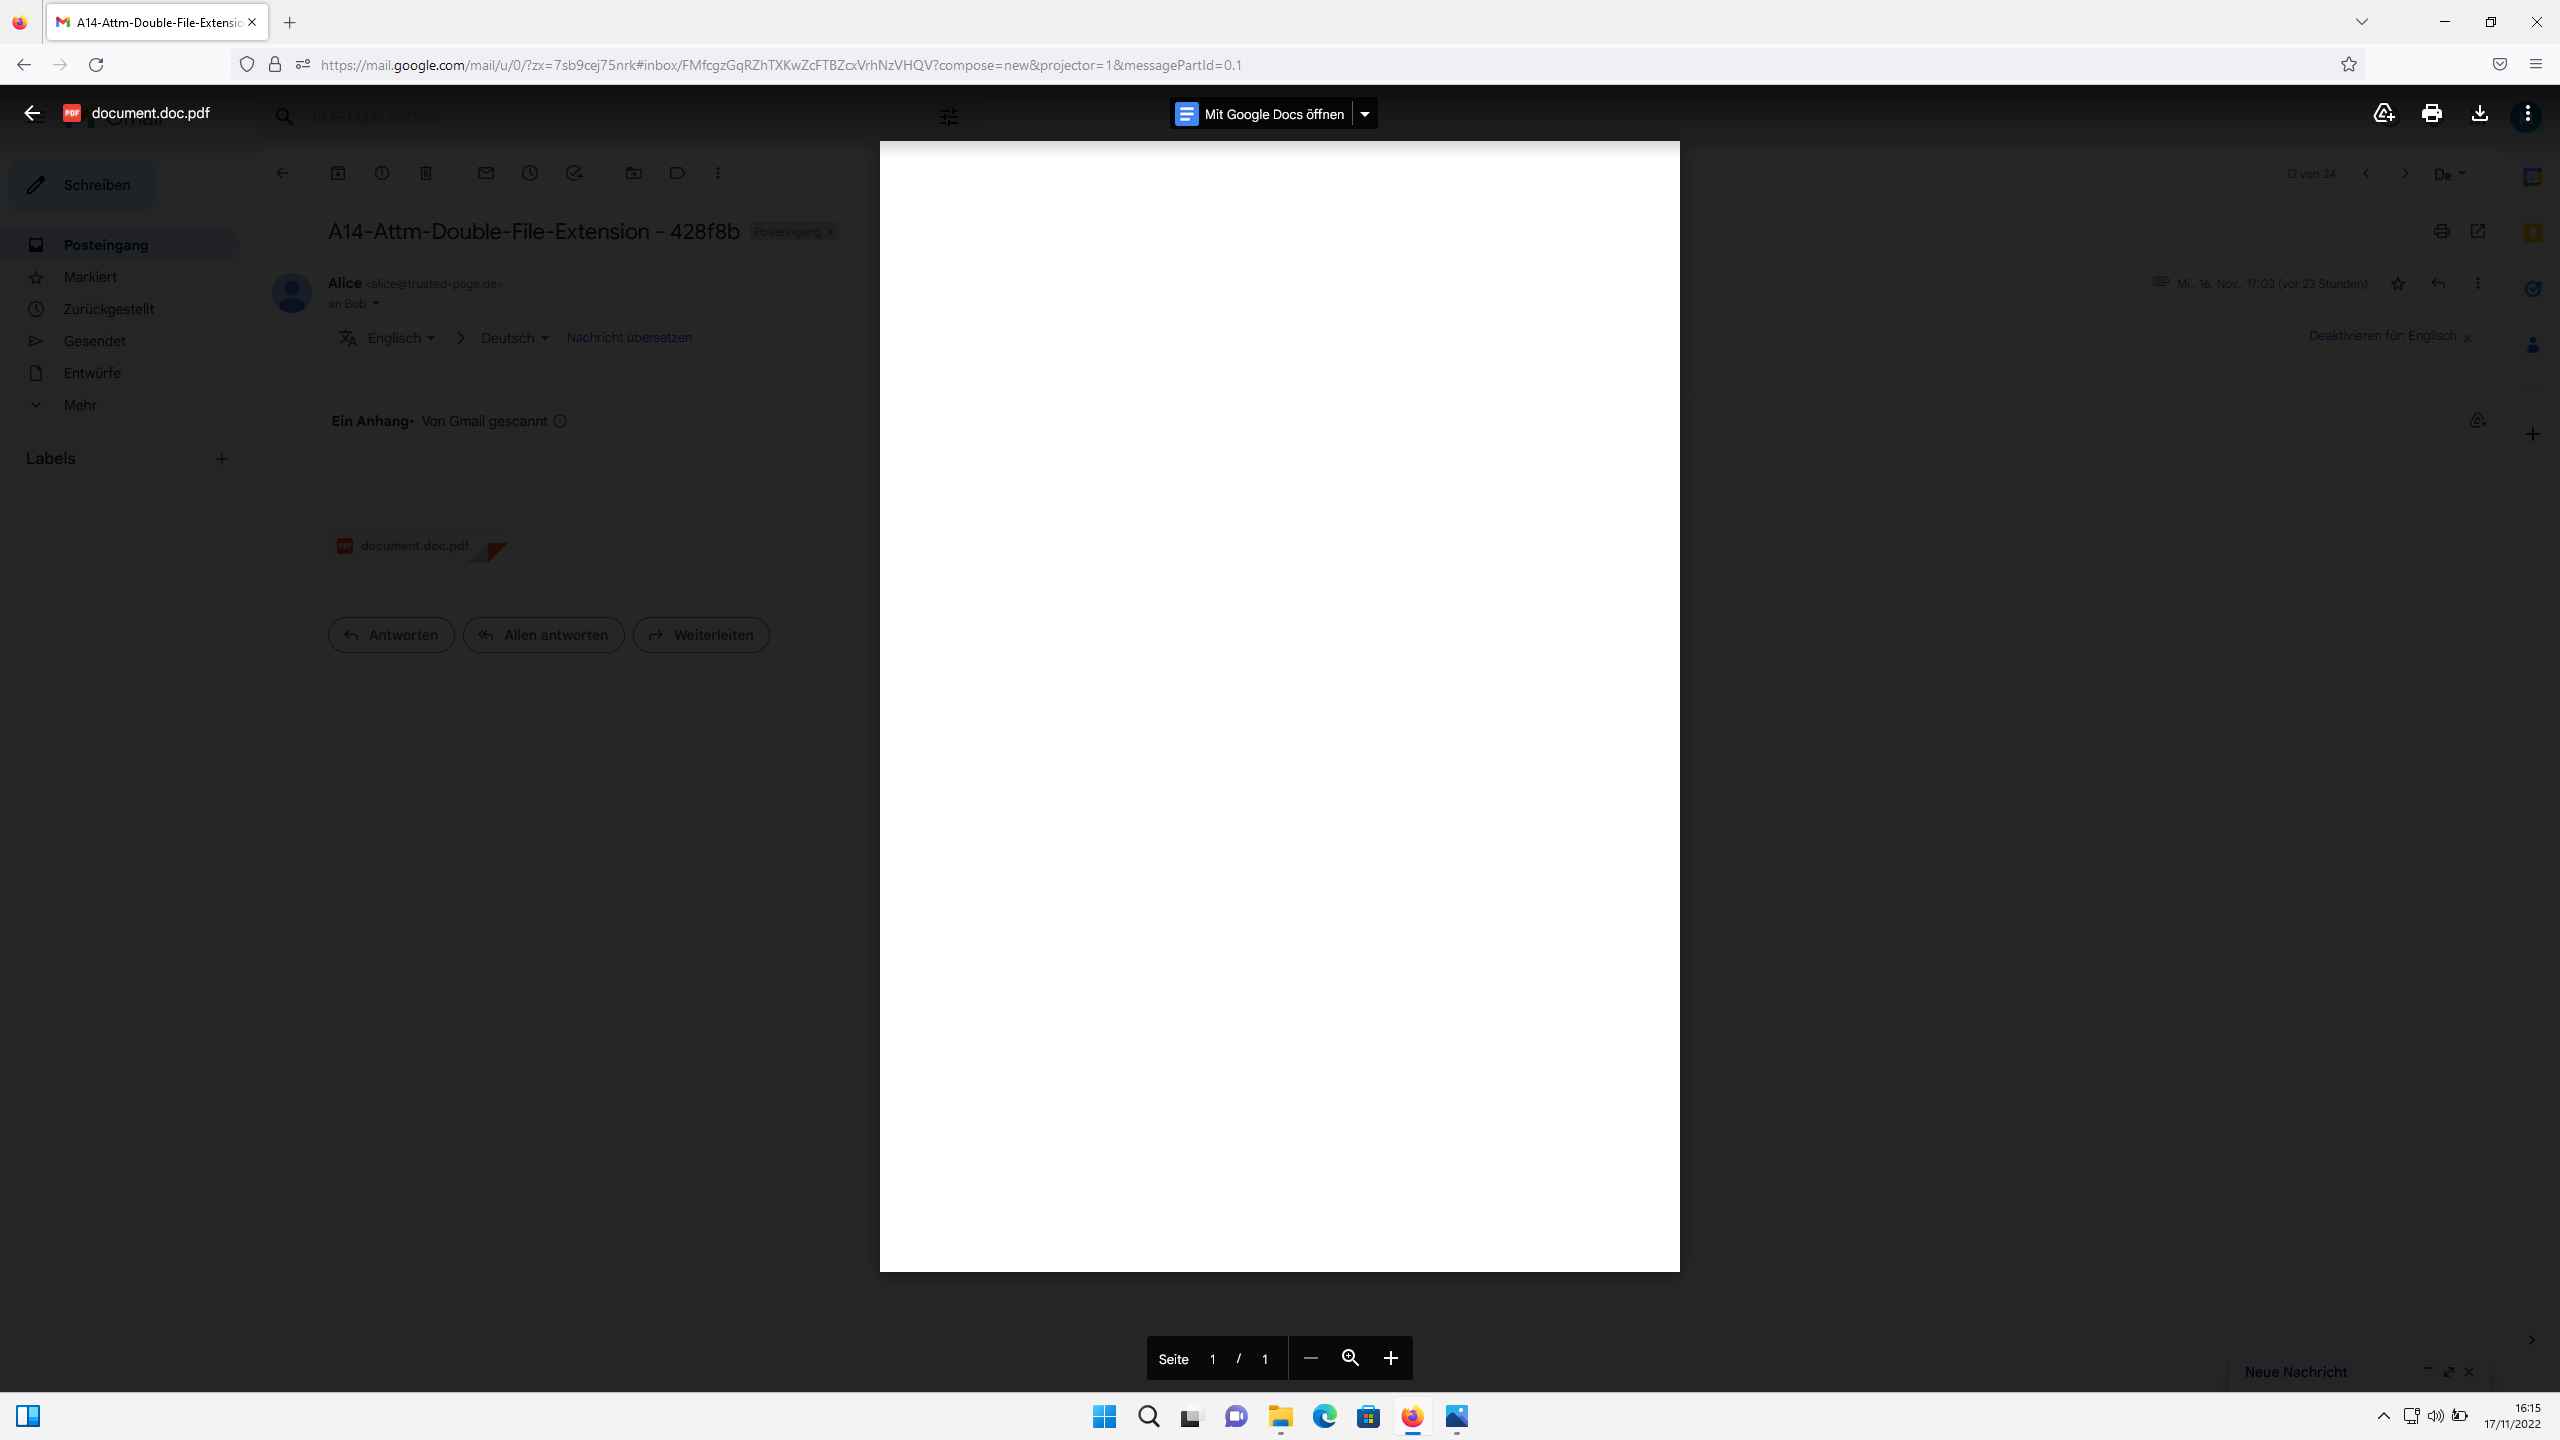 A14-Attm-Double-File-Extensio
https://mail.google.com/mail/u/0/?zx=7sb9cej75nrk#inbox/FMfcgzGqRZhTXKwZcFTBZcxVrhNzVHQV?compose=new&projector=1&messagePartId=0.1
PDF document.doc.pdf
In E-Mails suchen
Mit Google Docs öffnen
Schreiben
12 von 24
De
A14-Attm-Double-File-Extension - 428f8b Posteingang
Posteingang
Markiert
Zurückgestellt
Gesendet
Entwürfe
Mehr
Labels
Alice <alice@trusted-page.de>
an Bob
Mi., 16. Nov., 17:03 (vor 23 Stunden)
Englisch Deutsch Nachricht übersetzen
Deaktivieren für: Englisch
Ein Anhang • Von Gmail gescannt
PDF document.doc.pdf
Antworten Allen antworten Weiterleiten
Seite 1 / 1
Neue Nachricht
16:15
17/11/2022